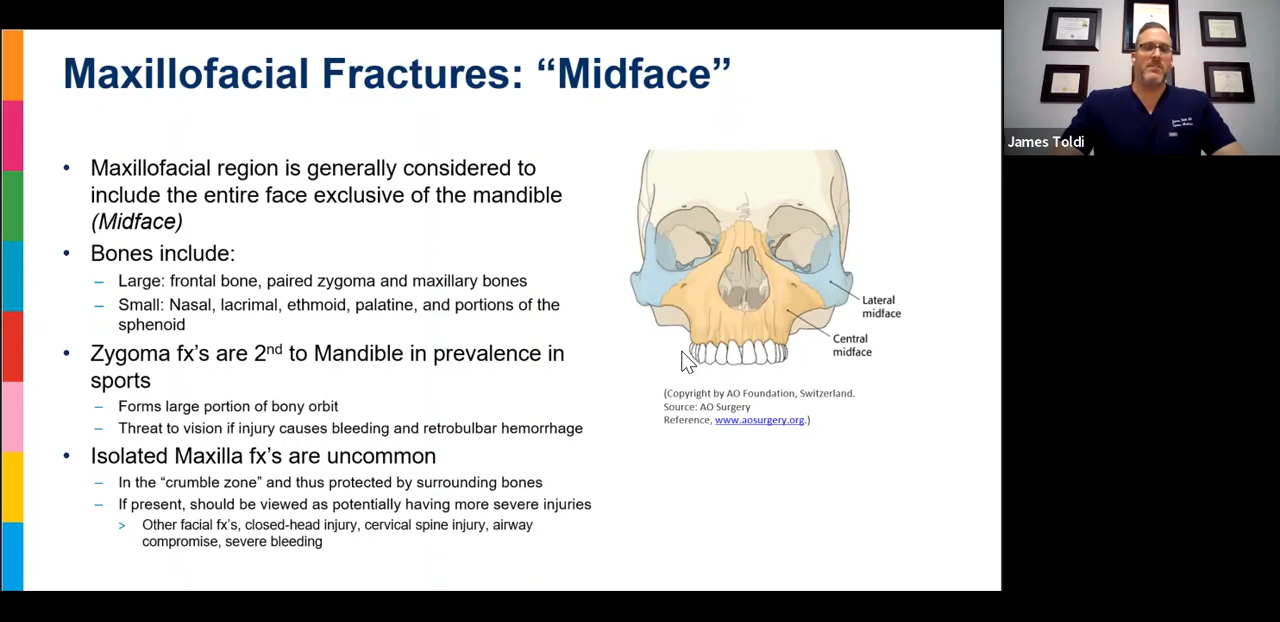 Maxillofacial Fractures: “Midface”
• Maxillofacial region is generally considered to
include the entire face exclusive of the mandible
(Midface)
• Bones include:
– Large: frontal bone, paired zygoma and maxillary bones
– Small: Nasal, lacrimal, ethmoid, palatine, and portions of the
sphenoid
• Zygoma fx’s are 2nd to Mandible in prevalence in
sports
– Forms large portion of bony orbit
– Threat to vision if injury causes bleeding and retrobulbar hemorrhage
• Isolated Maxilla fx’s are uncommon
– In the “crumble zone” and thus protected by surrounding bones
– If present, should be viewed as potentially having more severe injuries
> Other facial fx’s, closed-head injury, cervical spine injury, airway
compromise, severe bleeding
Lateral
midface
Central
midface
(Copyright by AO Foundation, Switzerland.
Source: AO Surgery
Reference, www.aosurgery.org.)
James Toldi